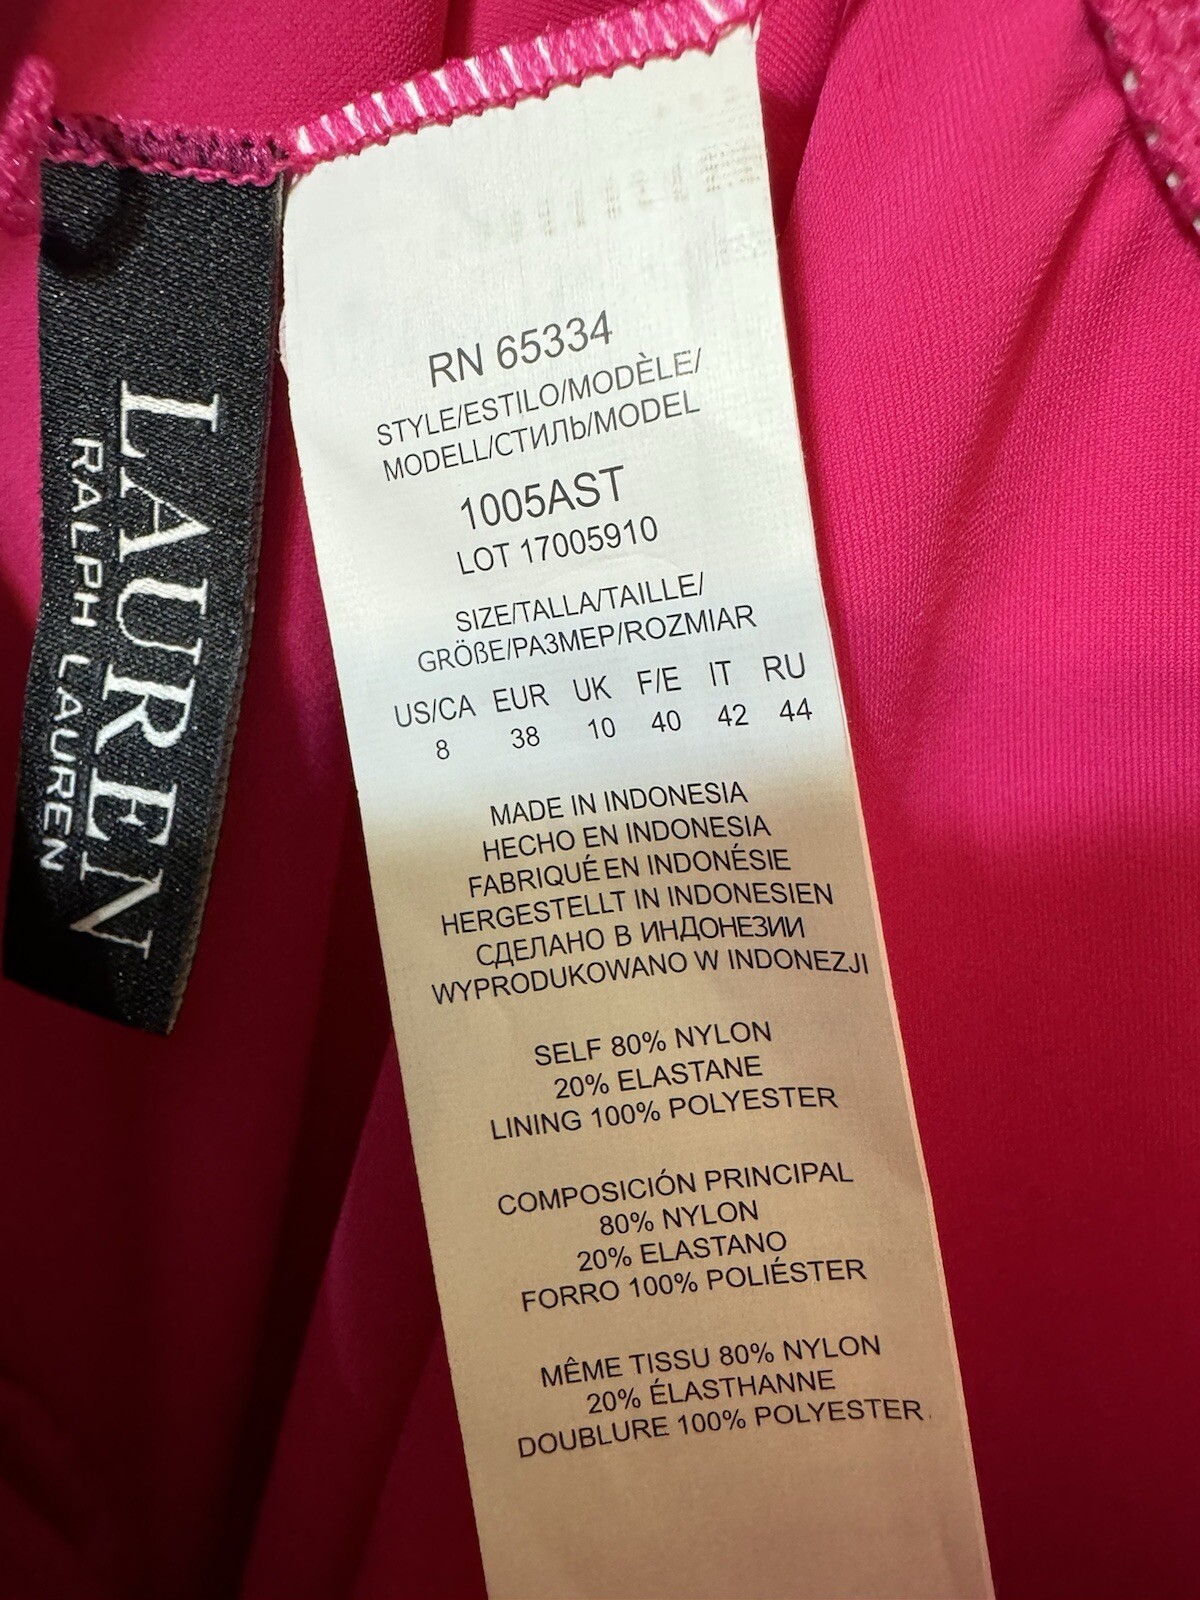 LAUREN
RALPH LAUREN
RN 65334
STYLE/ESTILO/MODÈLE/
MODELL/СТИЛЬ/MODEL
1005AST
LOT 17005910
SIZE/TALLA/TAILLE/
GRÖßE/РАЗМЕР/ROZMIAR
US/CA EUR UK F/E IT RU
8 38 10 40 42 44
MADE IN INDONESIA
HECHO EN INDONESIA
FABRIQUÉ EN INDONÉSIE
HERGESTELLT IN INDONESIEN
СДЕЛАНО В ИНДОНЕЗИИ
WYPRODUKOWANO W INDONEZJI
SELF 80% NYLON
20% ELASTANE
LINING 100% POLYESTER
COMPOSICIÓN PRINCIPAL
80% NYLON
20% ELASTANO
FORRO 100% POLIÉSTER
MÊME TISSU 80% NYLON
20% ÉLASTHANNE
DOUBLURE 100% POLYESTER